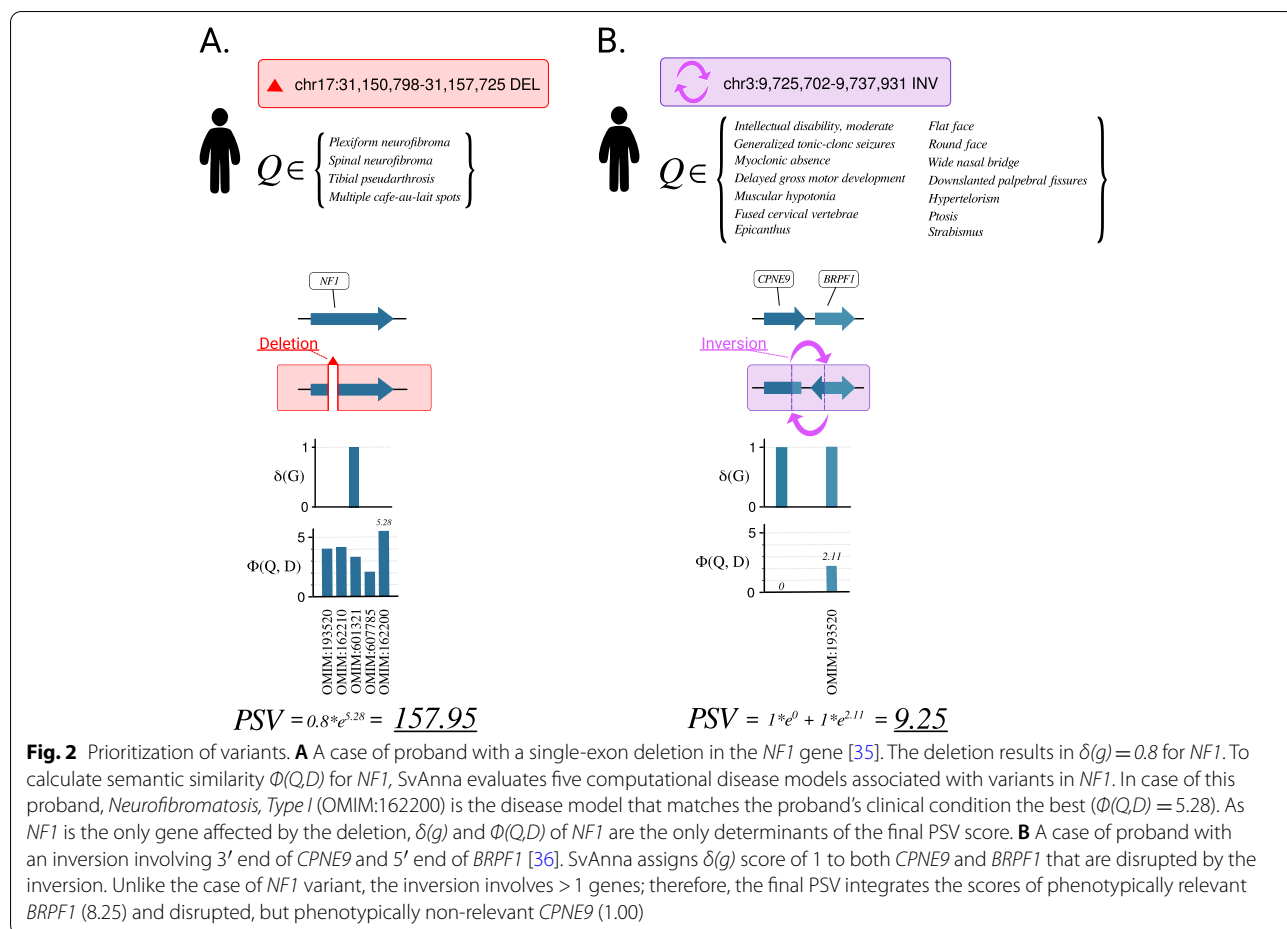 A.
chr17:31,150,798-31,157,725 DEL
Q ∈
Plexiform neurofibroma
Spinal neurofibroma
Tibial pseudarthrosis
Multiple cafe-au-lait spots
NF1
Deletion
1
δ(G)
0
5.28
5
Φ(Q, D)
0
OMIM:193520
OMIM:162210
OMIM:601321
OMIM:607785
OMIM:162200
PSV = 0.8*e^5.28 = 157.95
B.
chr3:9,725,702-9,737,931 INV
Q ∈
Intellectual disability, moderate
Generalized tonic-clonc seizures
Myoclonic absence
Delayed gross motor development
Muscular hypotonia
Fused cervical vertebrae
Epicanthus
Flat face
Round face
Wide nasal bridge
Downslanted palpebral fissures
Hypertelorism
Ptosis
Strabismus
CPNE9
BRPF1
Inversion
1
δ(G)
0
5
2.11
Φ(Q, D)
0
0
OMIM:193520
PSV = 1*e^0 + 1*e^2.11 = 9.25
Fig. 2 Prioritization of variants. A A case of proband with a single-exon deletion in the NF1 gene [35]. The deletion results in δ(g) = 0.8 for NF1. To
calculate semantic similarity Φ(Q,D) for NF1, SvAnna evaluates five computational disease models associated with variants in NF1. In case of this
proband, Neurofibromatosis, Type I (OMIM:162200) is the disease model that matches the proband's clinical condition the best (Φ(Q,D) = 5.28). As
NF1 is the only gene affected by the deletion, δ(g) and Φ(Q,D) of NF1 are the only determinants of the final PSV score. B A case of proband with
an inversion involving 3′ end of CPNE9 and 5′ end of BRPF1 [36]. SvAnna assigns δ(g) score of 1 to both CPNE9 and BRPF1 that are disrupted by the
inversion. Unlike the case of NF1 variant, the inversion involves > 1 genes; therefore, the final PSV integrates the scores of phenotypically relevant
BRPF1 (8.25) and disrupted, but phenotypically non-relevant CPNE9 (1.00)